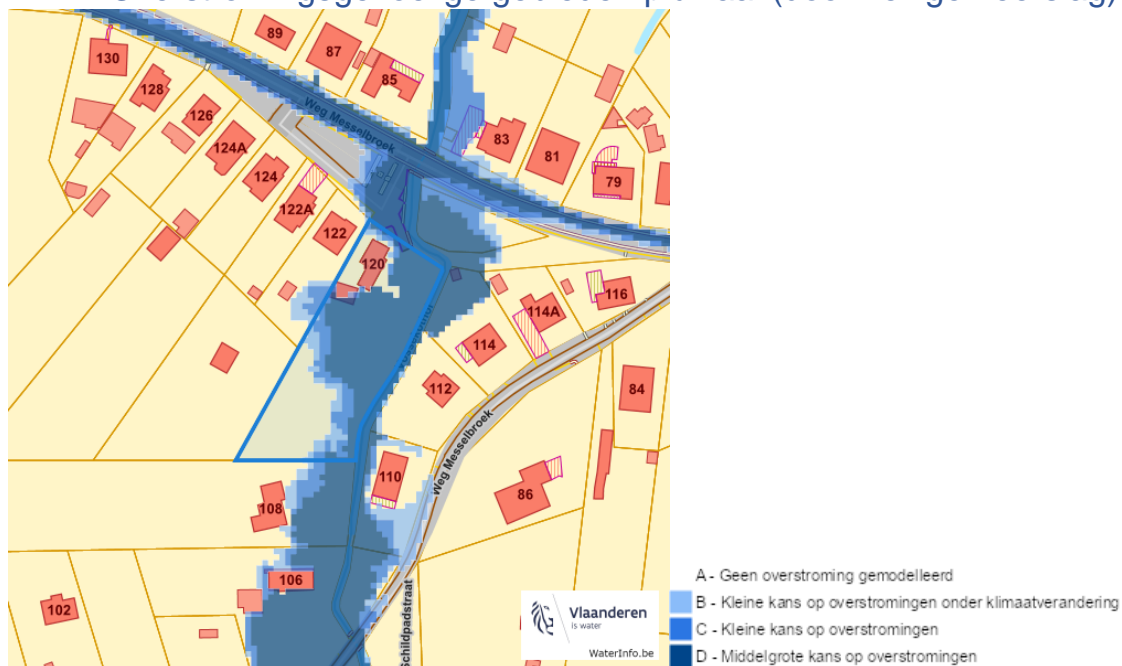 130
89
87
85
128
126
124A
124
122A
122
120
Weg Messelbroek
83
81
79
116
114A
114
112
84
110
Weg Messelbroek
86
108
106
102
Schildpadstraat
Vlaanderen
is water
WaterInfo.be
A - Geen overstroming gemodelleerd
B - Kleine kans op overstromingen onder klimaatverandering
C - Kleine kans op overstromingen
D - Middelgrote kans op overstromingen